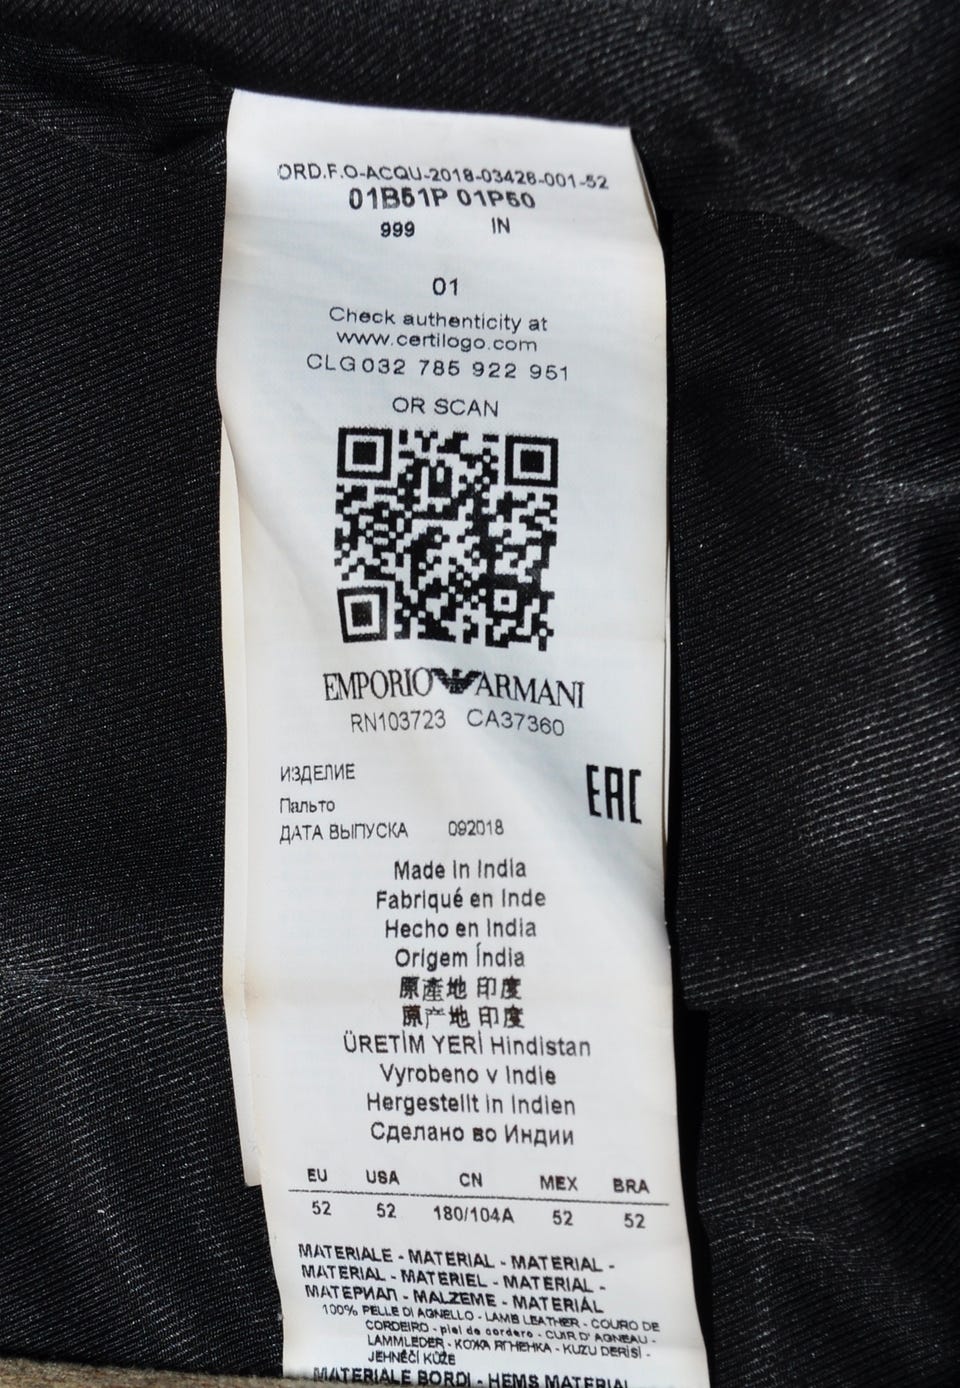 ORD.F.O-ACQU-2018-03428-001-52
01B51P 01P50
999 IN
01
Check authenticity at
www.certilogo.com
CLG032 785 922 951
OR SCAN
EMPORIO ARMANI
RN103723 CA37360
ИЗДЕЛИЕ
EAC
Пальто
ДАТА ВЫПУСКА 092018
Made in India
Fabriqué en Inde
Hecho en India
Origem Índia
原產地 印度
原产地 印度
ÜRETİM YERİ Hindistan
Vyrobeno v Indie
Hergestellt in Indien
Сделано во Индии
EU USA CN MEX BRA
52 52 180/104A 52 52
MATERIALE - MATERIAL - MATERIAL -
MATERIAL - MATERIEL - MATERIAL -
МАТЕРИАЛ - MALZEME - MATERIÁL
100% PELLE DI AGNELLO - LAMB LEATHER - COURO DE
CORDEIRO - piel de cordero - CUIR D' AGNEAU -
LAMMLEDER - КОЖА ЯГНЕНКА - KUZU DERİSİ -
JEHNĚČÍ KŮŽE
MATERIALE BORDI - HEMS MATERIAL